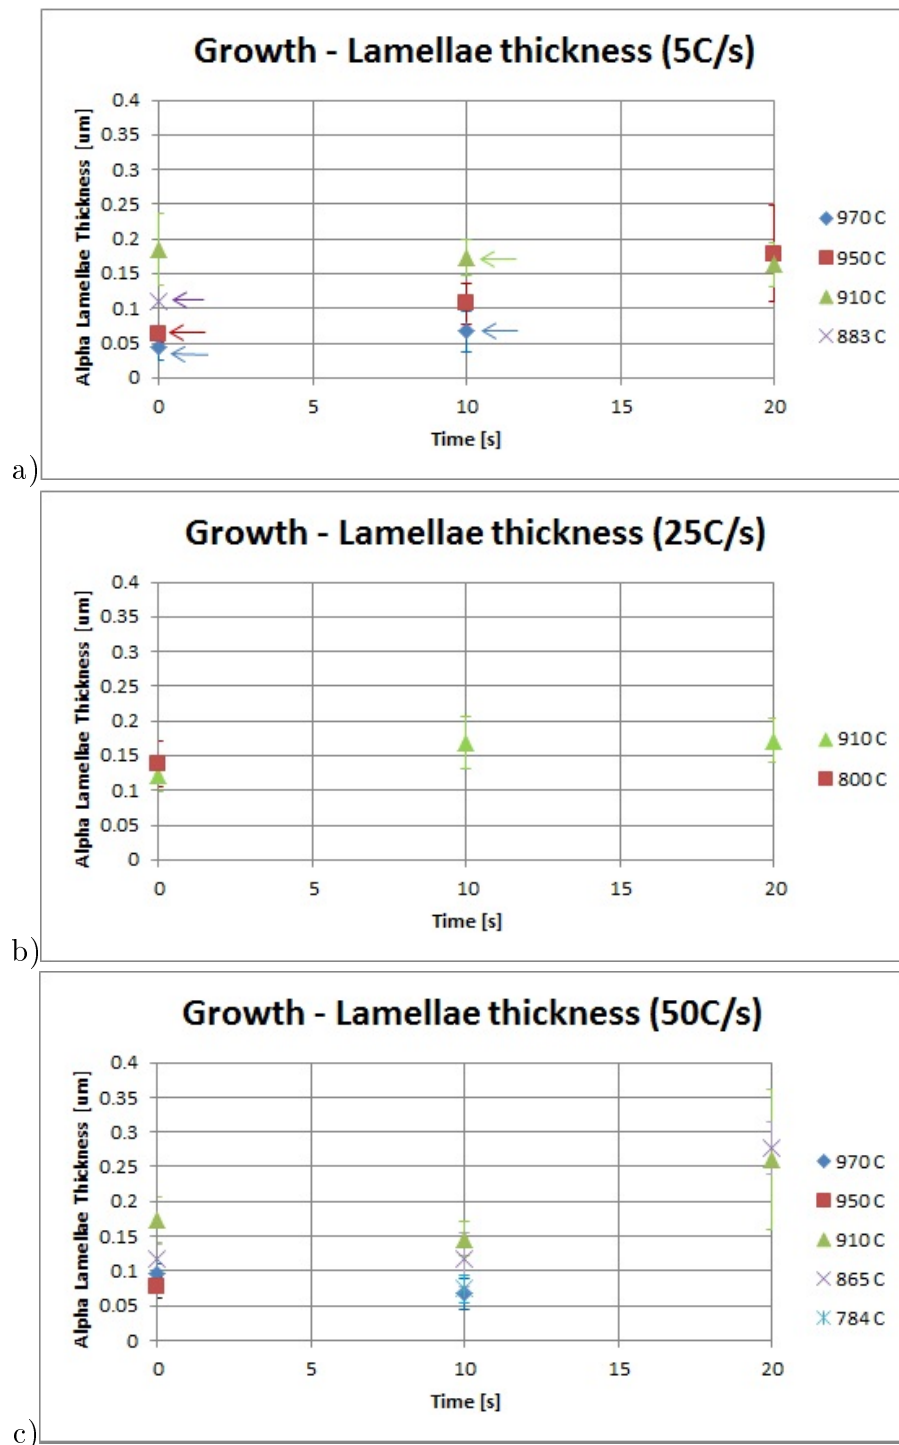 Growth - Lamellae thickness (5C/s)
Alpha Lamellae Thickness [um]
0.4
0.35
0.3
0.25
0.2
0.15
0.1
0.05
0
0 5 10 15 20
Time [s]
970 C
950 C
910 C
883 C
a)
Growth - Lamellae thickness (25C/s)
Alpha Lamellae Thickness [um]
0.4
0.35
0.3
0.25
0.2
0.15
0.1
0.05
0
0 5 10 15 20
Time [s]
910 C
800 C
b)
Growth - Lamellae thickness (50C/s)
Alpha Lamellae Thickness [um]
0.4
0.35
0.3
0.25
0.2
0.15
0.1
0.05
0
0 5 10 15 20
Time [s]
970 C
950 C
910 C
865 C
784 C
c)